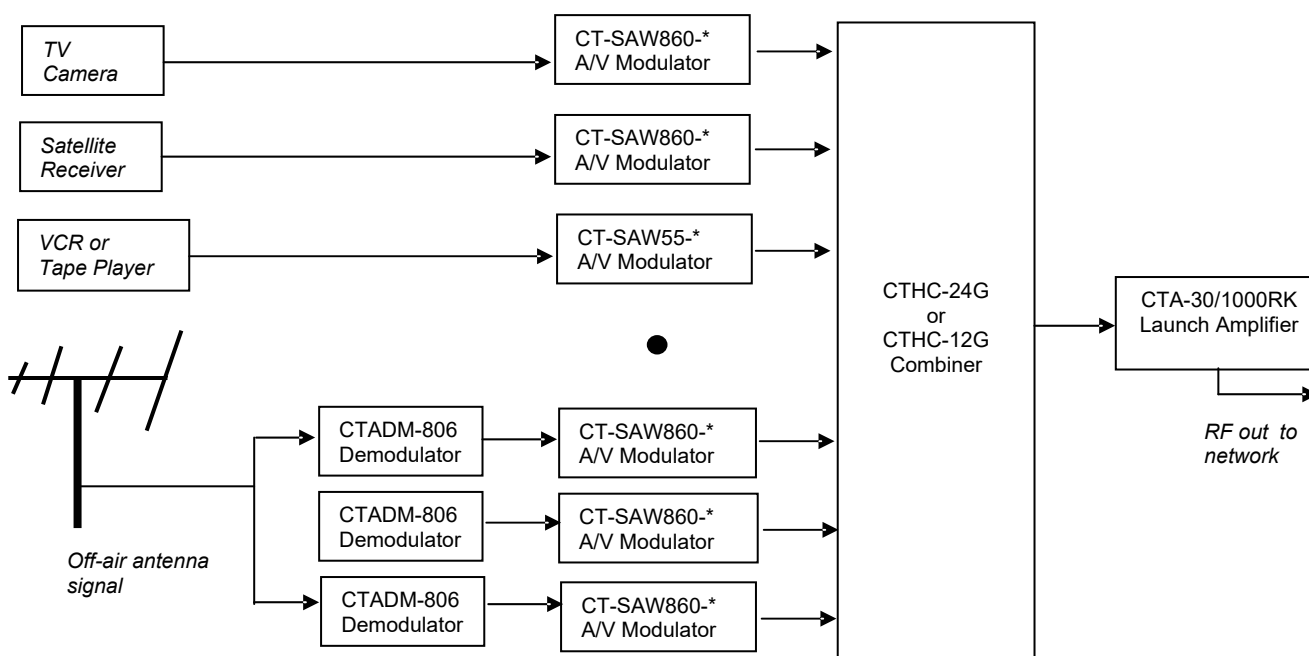 TV
Camera
CT-SAW860-*
A/V Modulator
Satellite
Receiver
CT-SAW860-*
A/V Modulator
VCR or
Tape Player
CT-SAW55-*
A/V Modulator
CTHC-24G
or
CTHC-12G
Combiner
CTA-30/1000RK
Launch Amplifier
RF out to
network
Off-air antenna
signal
CTADM-806
Demodulator
CT-SAW860-*
A/V Modulator
CTADM-806
Demodulator
CT-SAW860-*
A/V Modulator
CTADM-806
Demodulator
CT-SAW860-*
A/V Modulator